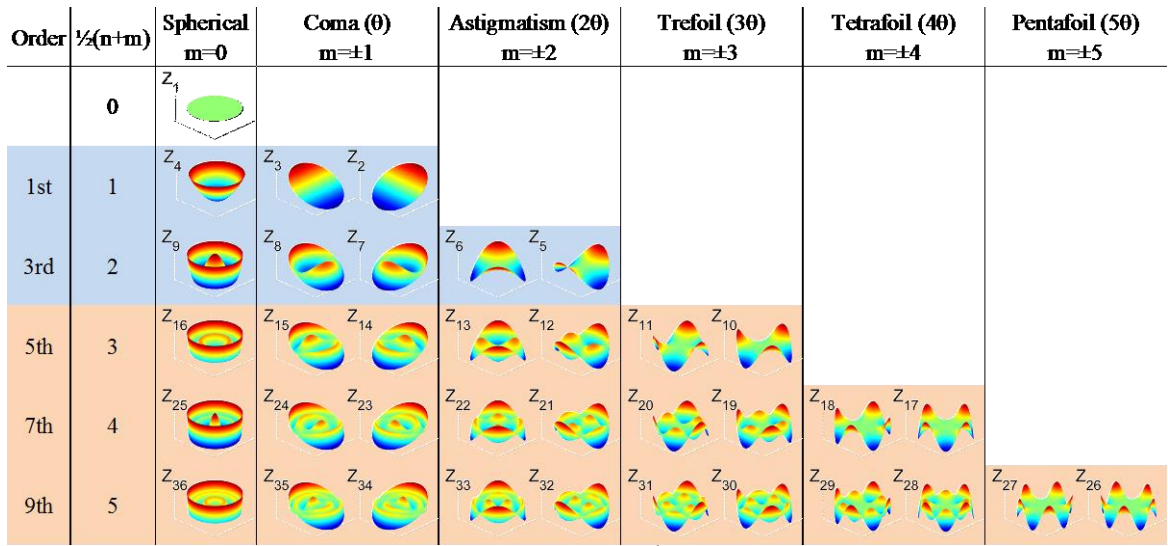 Order ½(n+m) Spherical m=0 Coma (θ) m=±1 Astigmatism (2θ) m=±2 Trefoil (3θ) m=±3 Tetrafoil (4θ) m=±4 Pentafoil (5θ) m=±5
0 Z1
1st 1 Z4 Z3 Z2
3rd 2 Z9 Z8 Z7 Z6 Z5
5th 3 Z16 Z15 Z14 Z13 Z12 Z11 Z10
7th 4 Z25 Z24 Z23 Z22 Z21 Z20 Z19 Z18 Z17
9th 5 Z36 Z35 Z34 Z33 Z32 Z31 Z30 Z29 Z28 Z27 Z26